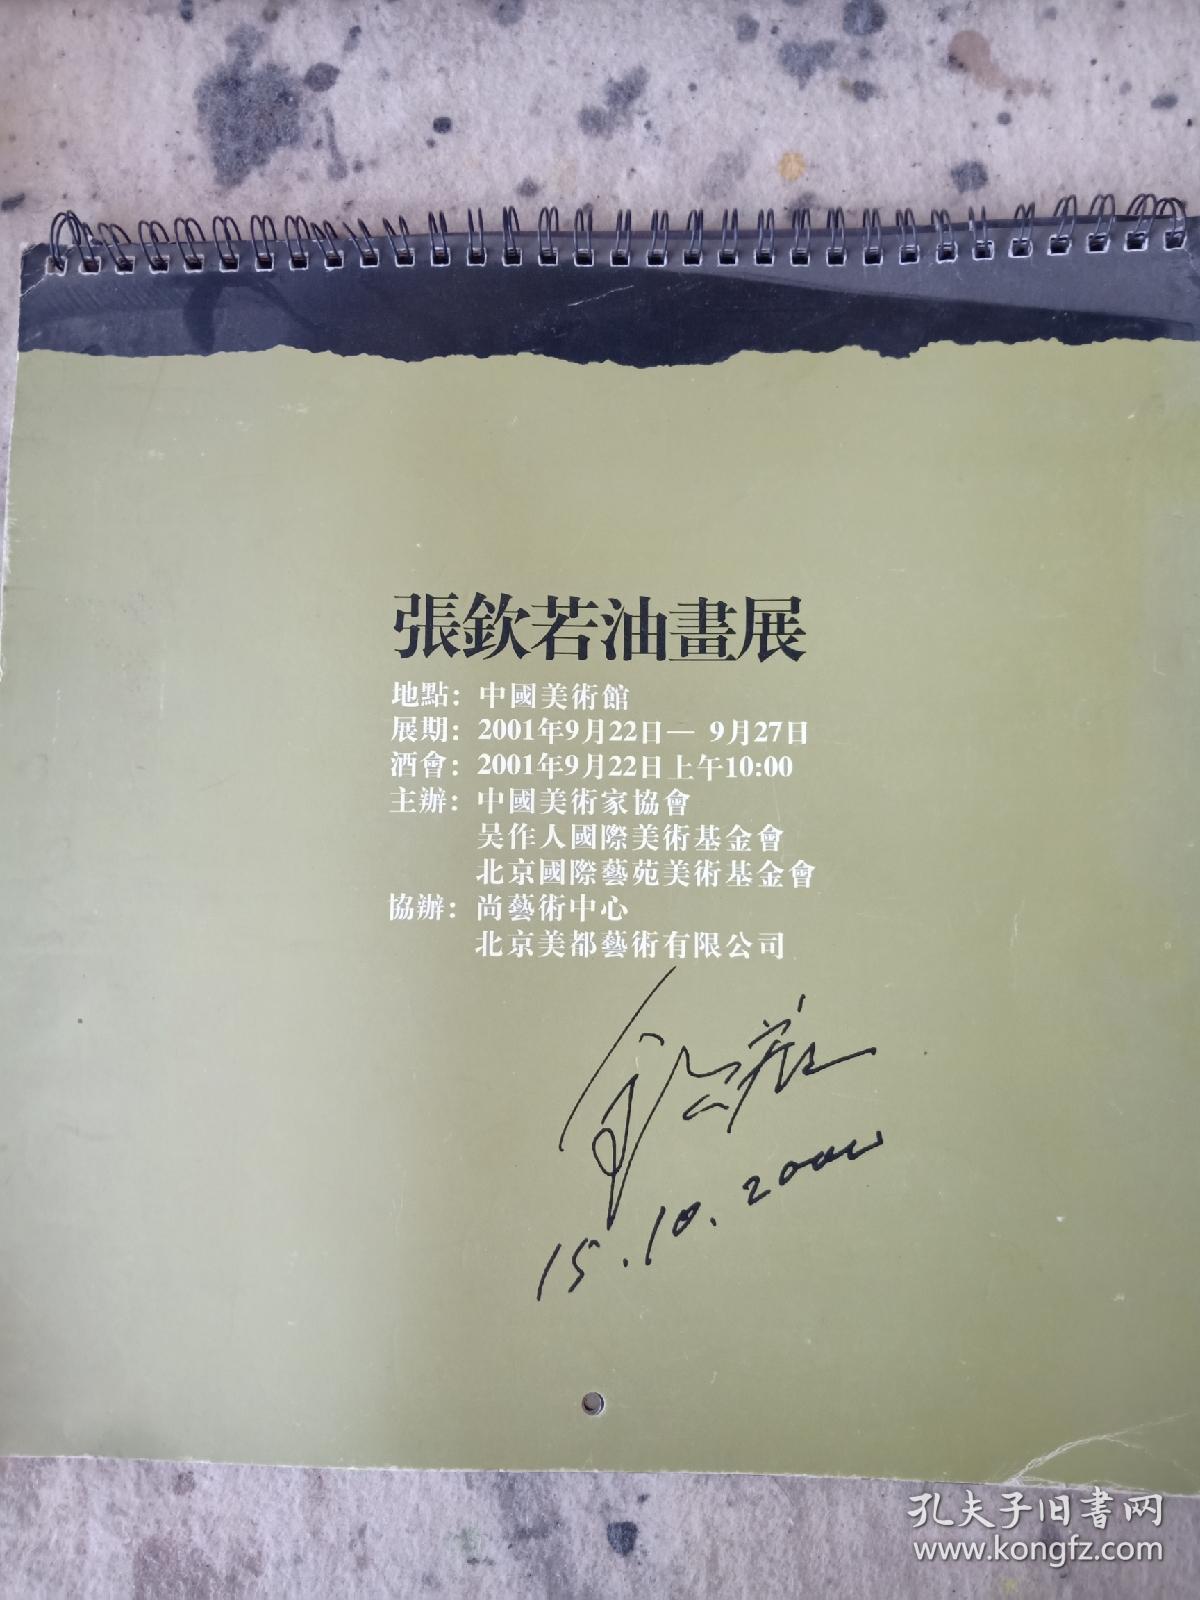 張欽若油畫展
地點：中國美術館
展期：2001年9月22日— 9月27日
酒會：2001年9月22日上午10:00
主辦：中國美術家協會
吴作人國際美術基金會
北京國際藝苑美術基金會
協辦：尚藝術中心
北京美都藝術有限公司
15.10.200
孔夫子旧書网
www.kongfz.com